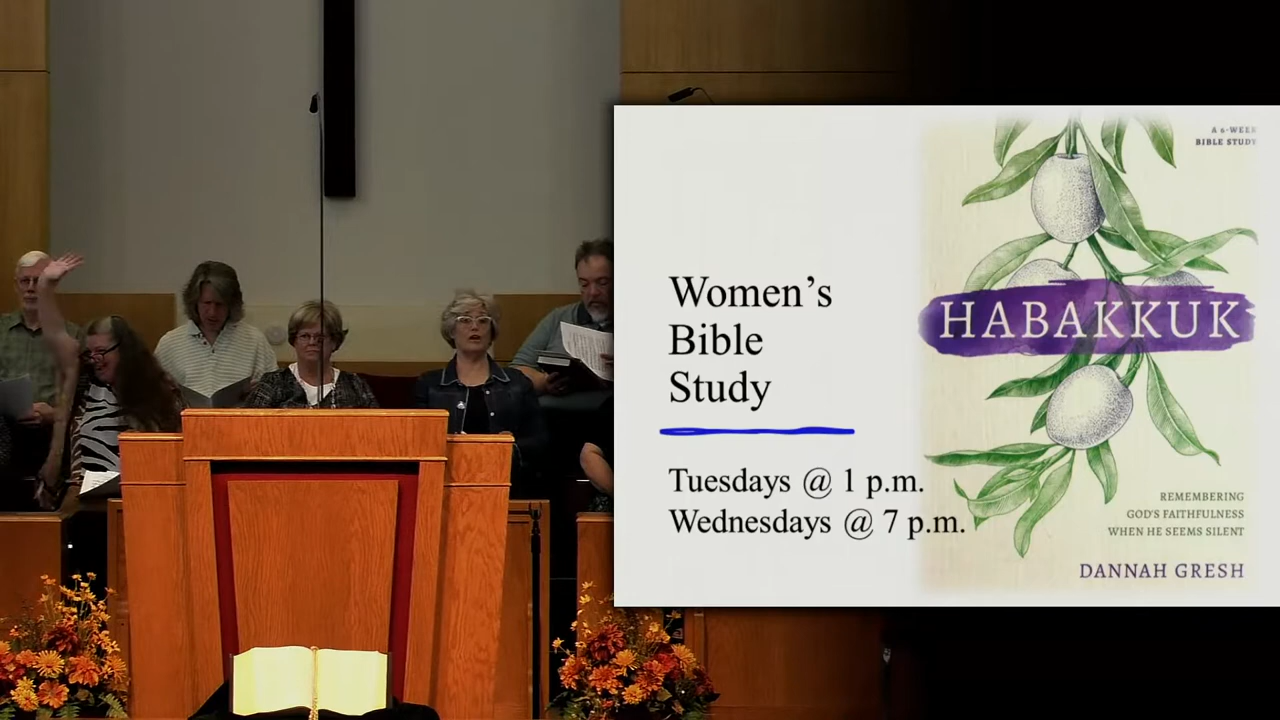 Women's
Bible
Study
Tuesdays @ 1 p.m.
Wednesdays @ 7 p.m.
A 6-WEEK
BIBLE STUDY
HABAKKUK
REMEMBERING
GOD'S FAITHFULNESS
WHEN HE SEEMS SILENT
DANNAH GRESH